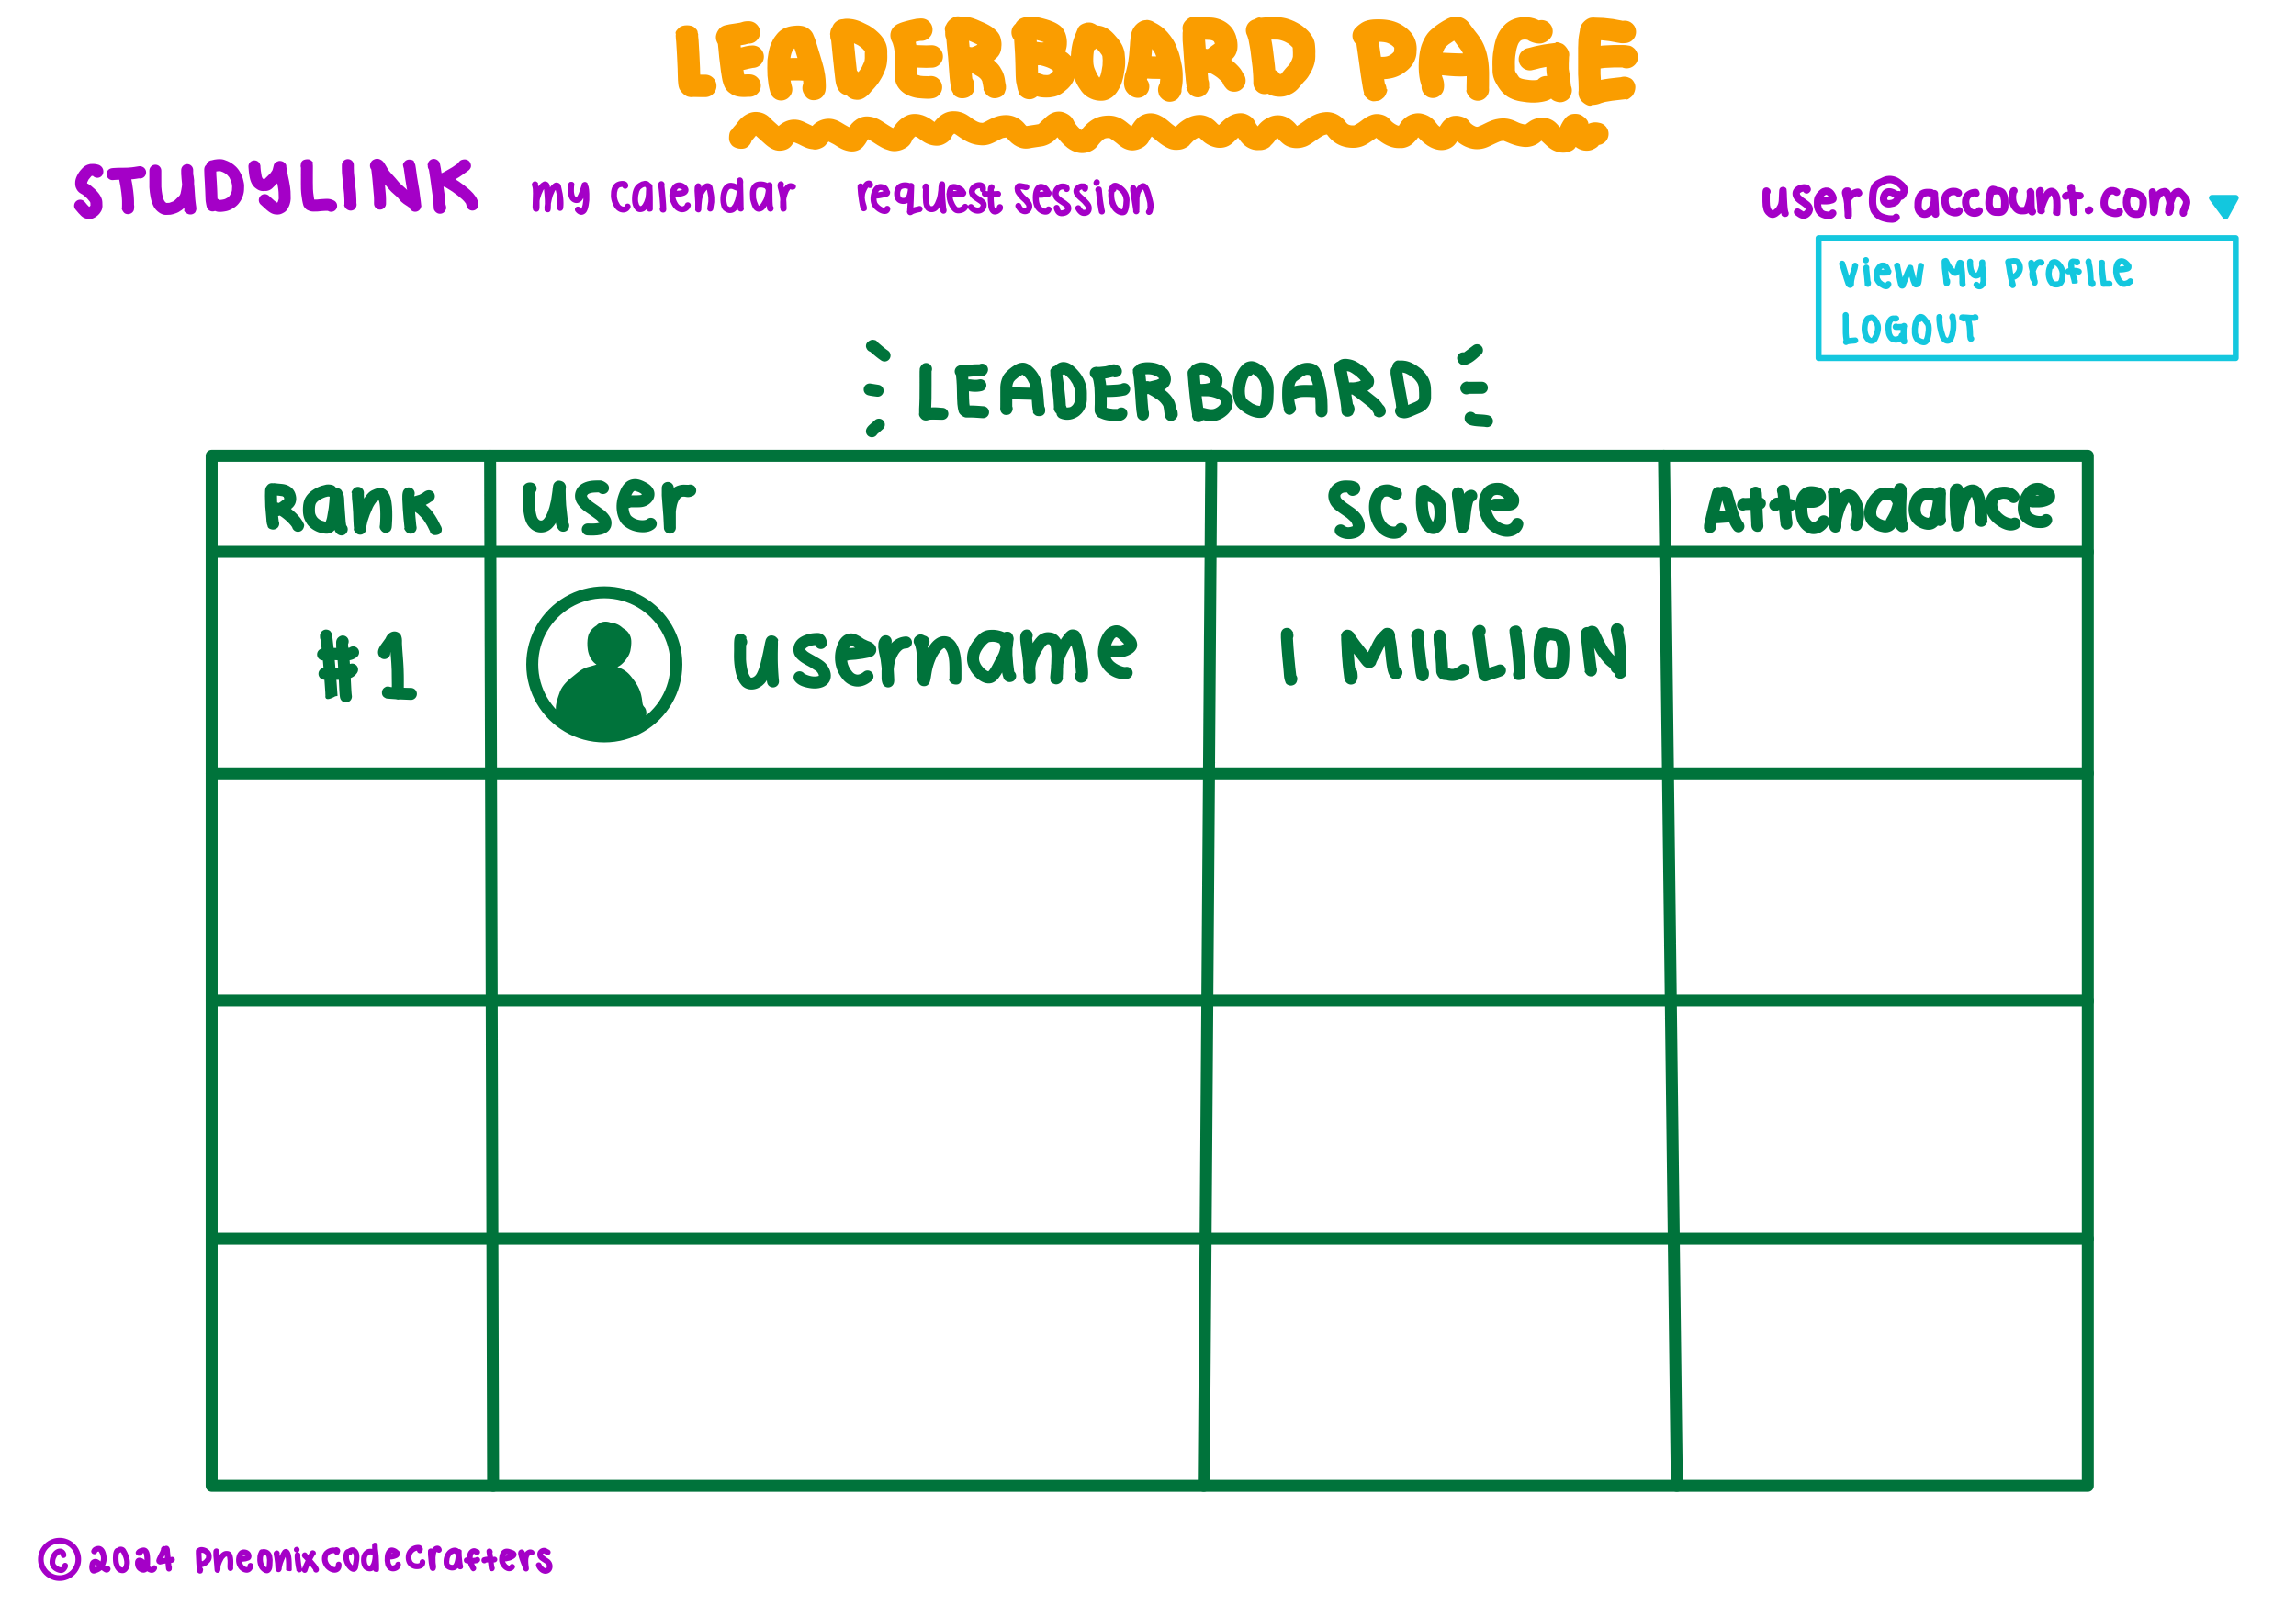 LEADERBOARD PAGE
STUDYLINK my calendar request session user@account.com
View My Profile
LOGOUT
LEADERBOARD
Rank User Score Attendance
#1 username 1 MILLION
© 2024 Pheonixcodecrafters